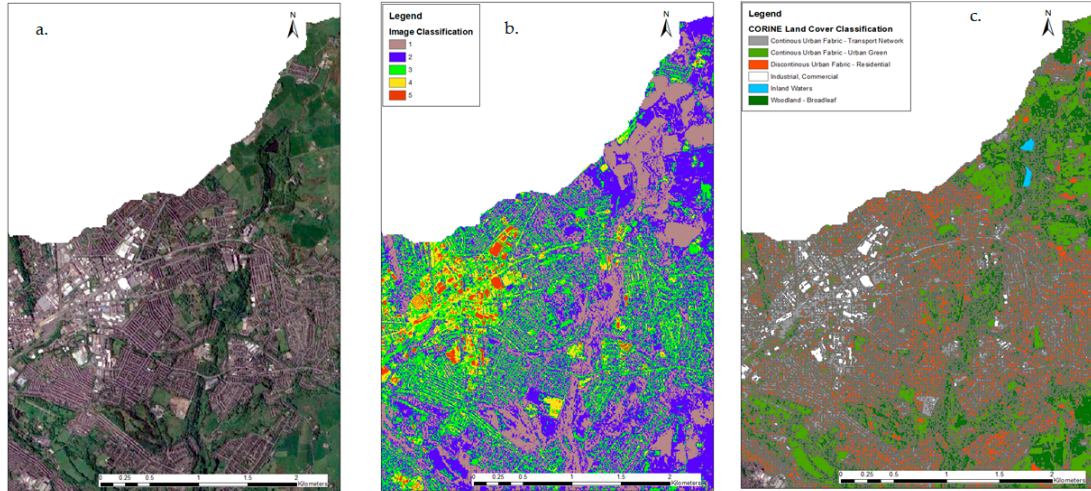 a.
N
0
0.25
0.5
1
1.5
2
Kilometers
Legend
Image Classification
1
2
3
4
5
b.
N
0
0.25
0.5
1
1.5
2
Kilometers
Legend
CORINE Land Cover Classification
Continous Urban Fabric - Transport Network
Continous Urban Fabric - Urban Green
Discontinous Urban Fabric - Residential
Industrial, Commercial
Inland Waters
Woodland - Broadleaf
c.
N
0
0.25
0.5
1
1.5
2
Kilometers